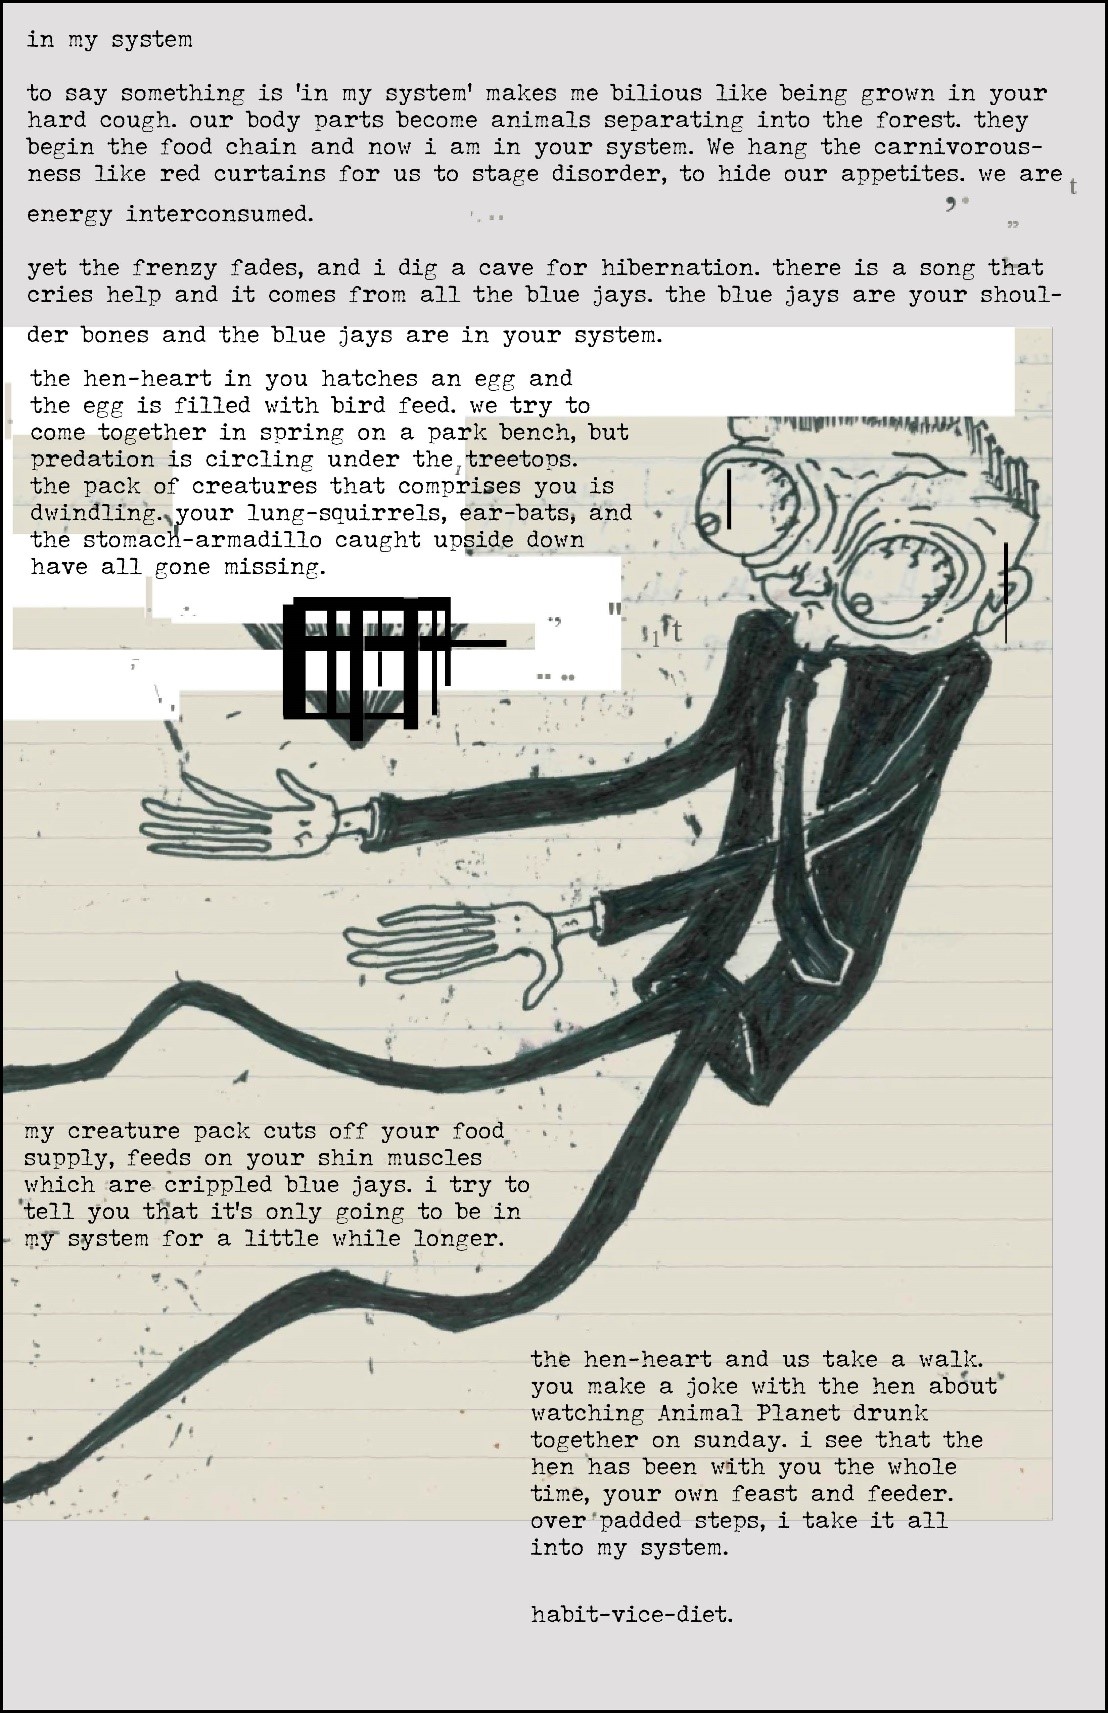 in my system
to say something is 'in my system' makes me bilious like being grown in your
hard cough. our body parts become animals separating into the forest. they
begin the food chain and now i am in your system. We hang the carnivorous-
ness like red curtains for us to stage disorder, to hide our appetites. we are
energy interconsumed.
yet the frenzy fades, and i dig a cave for hibernation. there is a song that
cries help and it comes from all the blue jays. the blue jays are your shoul-
der bones and the blue jays are in your system.
the hen-heart in you hatches an egg and
the egg is filled with bird feed. we try to
come together in spring on a park bench, but
predation is circling under the treetops.
the pack of creatures that comprises you is
dwindling. your lung-squirrels, ear-bats, and
the stomach-armadillo caught upside down
have all gone missing.
my creature pack cuts off your food
supply, feeds on your shin muscles
which are crippled blue jays. i try to
tell you that it's only going to be in
my system for a little while longer.
the hen-heart and us take a walk.
you make a joke with the hen about
watching Animal Planet drunk
together on sunday. i see that the
hen has been with you the whole
time, your own feast and feeder.
over padded steps, i take it all
into my system.
habit-vice-diet.